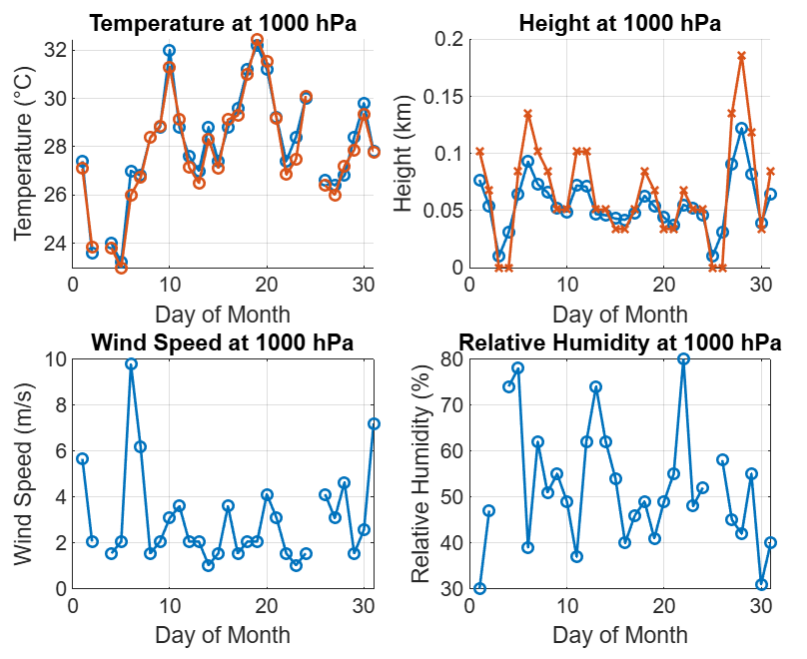 Temperature at 1000 hPa
32
30
28
26
24
Temperature (°C)
0 10 20 30
Day of Month
Height at 1000 hPa
0.2
0.15
0.1
0.05
0
Height (km)
0 10 20 30
Day of Month
Wind Speed at 1000 hPa
10
8
6
4
2
0
Wind Speed (m/s)
0 10 20 30
Day of Month
Relative Humidity at 1000 hPa
80
70
60
50
40
30
Relative Humidity (%)
0 10 20 30
Day of Month